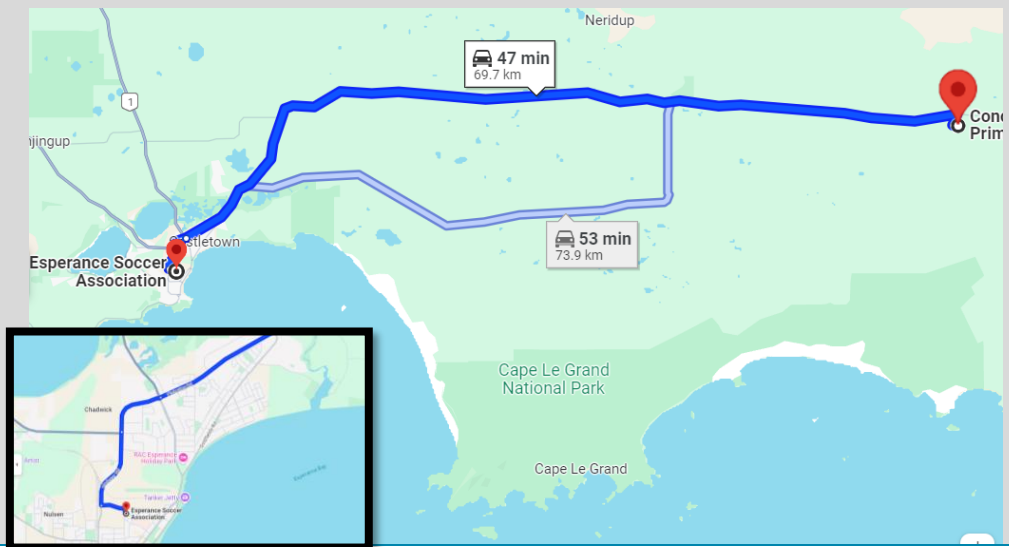 Neridup
47 min
69.7 km
1
Cond
Prim
jingup
Castletown
Esperance Soccer
Association
53 min
73.9 km
Cape Le Grand
National Park
Cape Le Grand
Chadwick
RAC Esperance
Holiday Park
Esperance Bay
Tanker Jetty
Nulsen
Esperance Soccer
Association